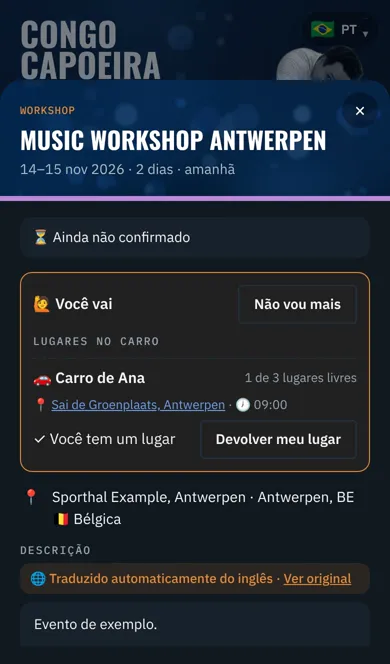 CONGO
CAPOEIRA
PT
WORKSHOP
MUSIC WORKSHOP ANTWERPEN
14–15 nov 2026 · 2 dias · amanhã
Ainda não confirmado
Você vai
Não vou mais
LUGARES NO CARRO
Carro de Ana
1 de 3 lugares livres
Sai de Groenplaats, Antwerpen · 09:00
✓ Você tem um lugar
Devolver meu lugar
Sporthal Example, Antwerpen · Antwerpen, BE
Bélgica
DESCRIÇÃO
Traduzido automaticamente do inglês · Ver original
Evento de exemplo.